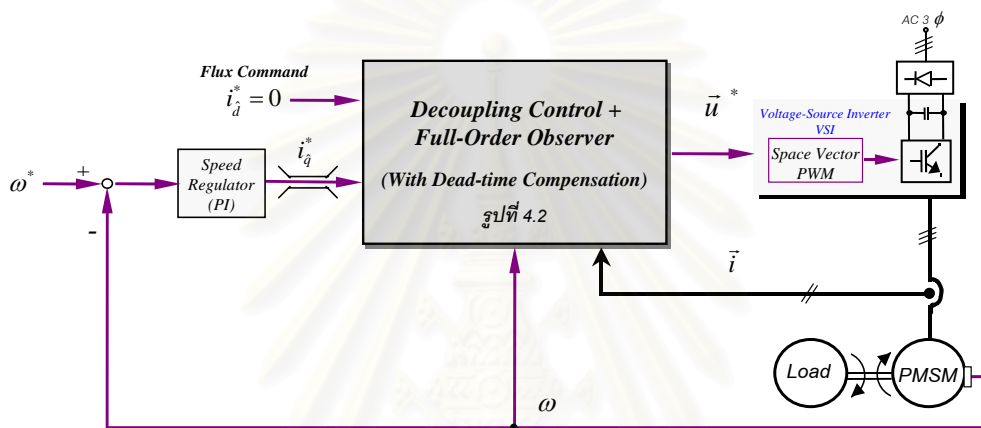 AC 3 ϕ
Flux Command
i*_d̂ = 0
Decoupling Control +
Full-Order Observer
(With Dead-time Compensation)
รูปที่ 4.2
u⃗ *
Voltage-Source Inverter
VSI
Space Vector
PWM
ω*
+
-
Speed
Regulator
(PI)
i*_q̂
i⃗
Load
PMSM
ω